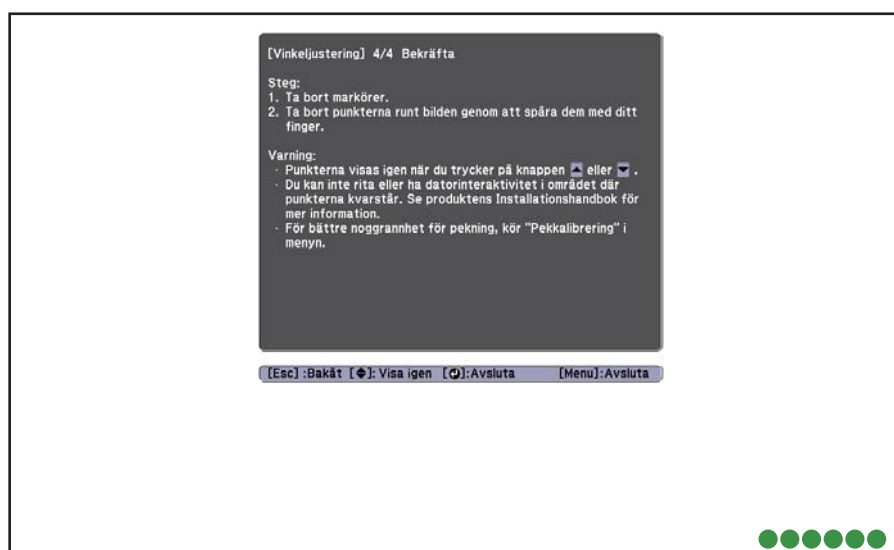 [Vinkeljustering] 4/4 Bekräfta
Steg:
1. Ta bort markörer.
2. Ta bort punkterna runt bilden genom att spåra dem med ditt
finger.
Varning:
· Punkterna visas igen när du trycker på knappen ▲ eller ▼ .
· Du kan inte rita eller ha datorinteraktivitet i området där
punkterna kvarstår. Se produktens Installationshandbok för
mer information.
· För bättre noggrannhet för pekning, kör "Pekkalibrering" i
menyn.
[Esc] :Bakåt [◆]: Visa igen [⏎]:Avsluta [Menu]:Avsluta